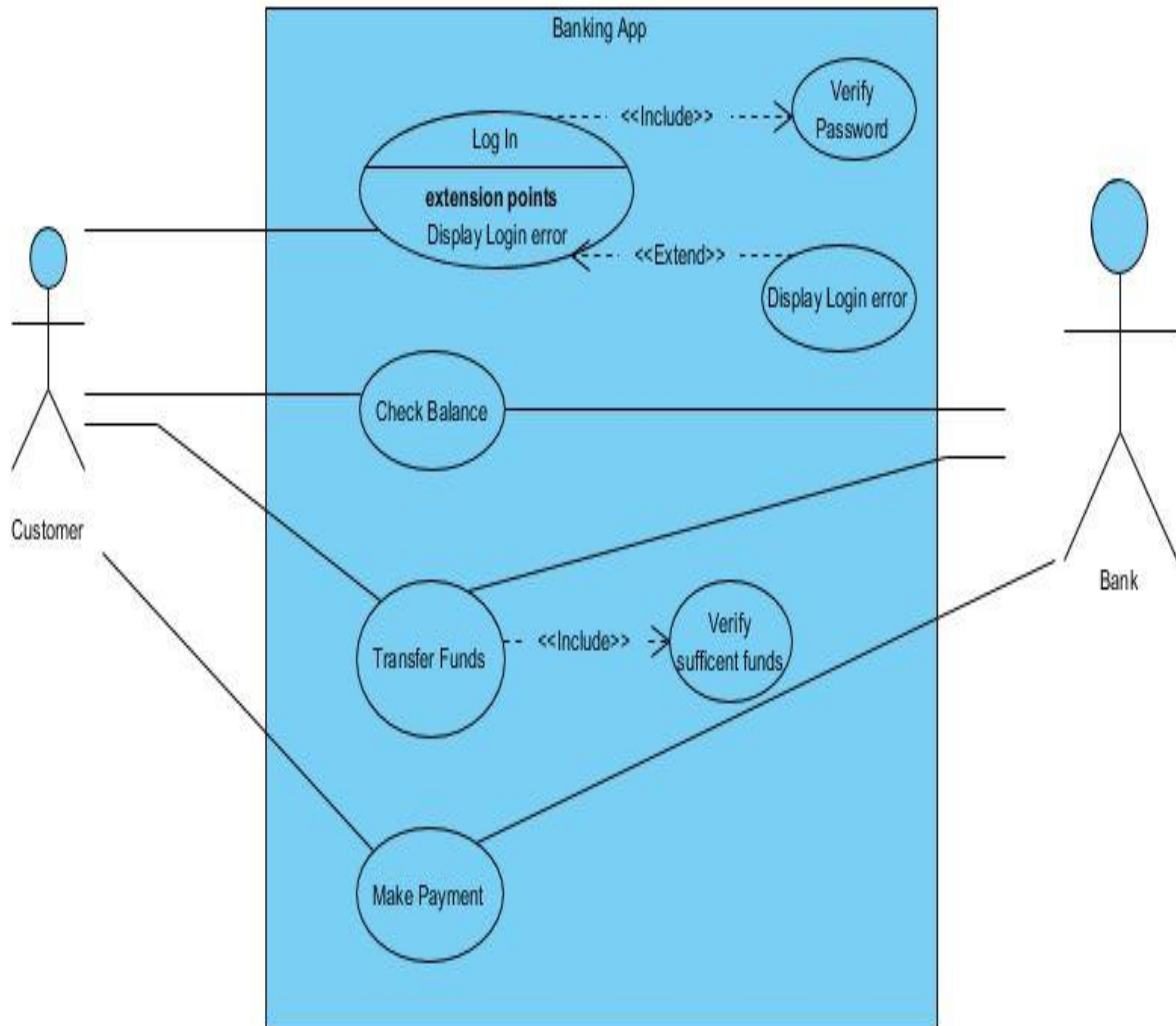 Banking App
Verify
Password
<<Include>>
Log In
extension points
Display Login error
<<Extend>>
Display Login error
Check Balance
Customer
Bank
Transfer Funds
<<Include>>
Verify
sufficent funds
Make Payment